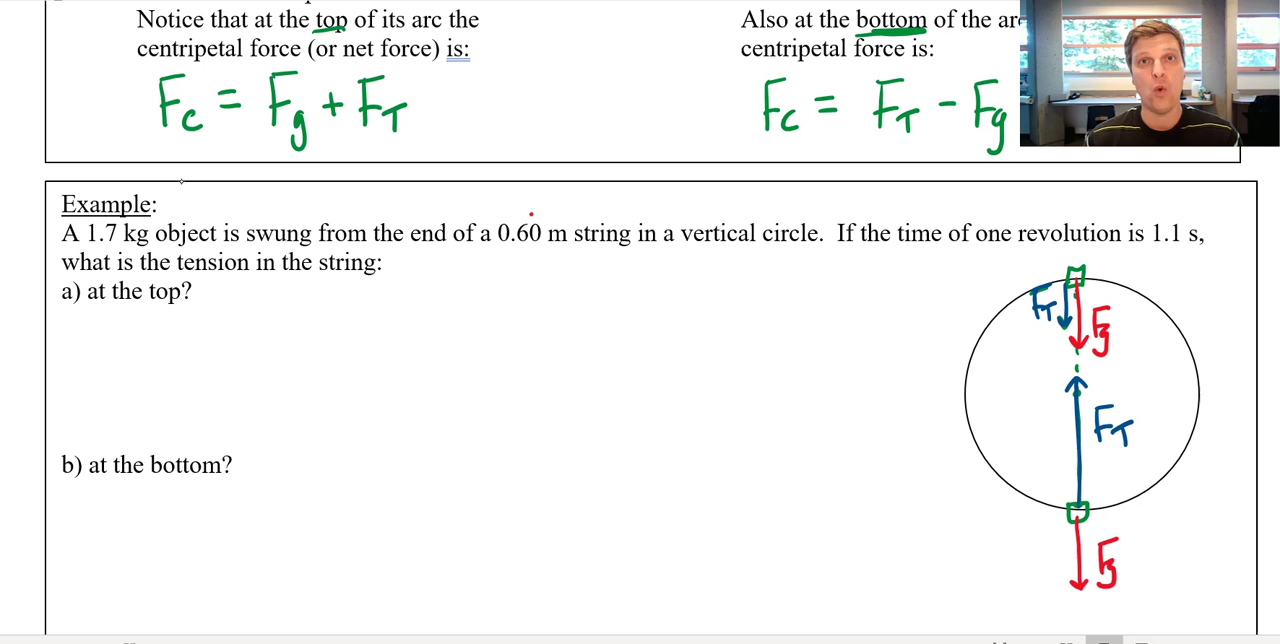 Notice that at the top of its arc the
centripetal force (or net force) is:
Fc = Fg + FT
Also at the bottom of the
centripetal force is:
Fc = FT - Fg
Example:
A 1.7 kg object is swung from the end of a 0.60 m string in a vertical circle. If the time of one revolution is 1.1 s,
what is the tension in the string:
a) at the top?
FT
Fg
FT
b) at the bottom?
Fg